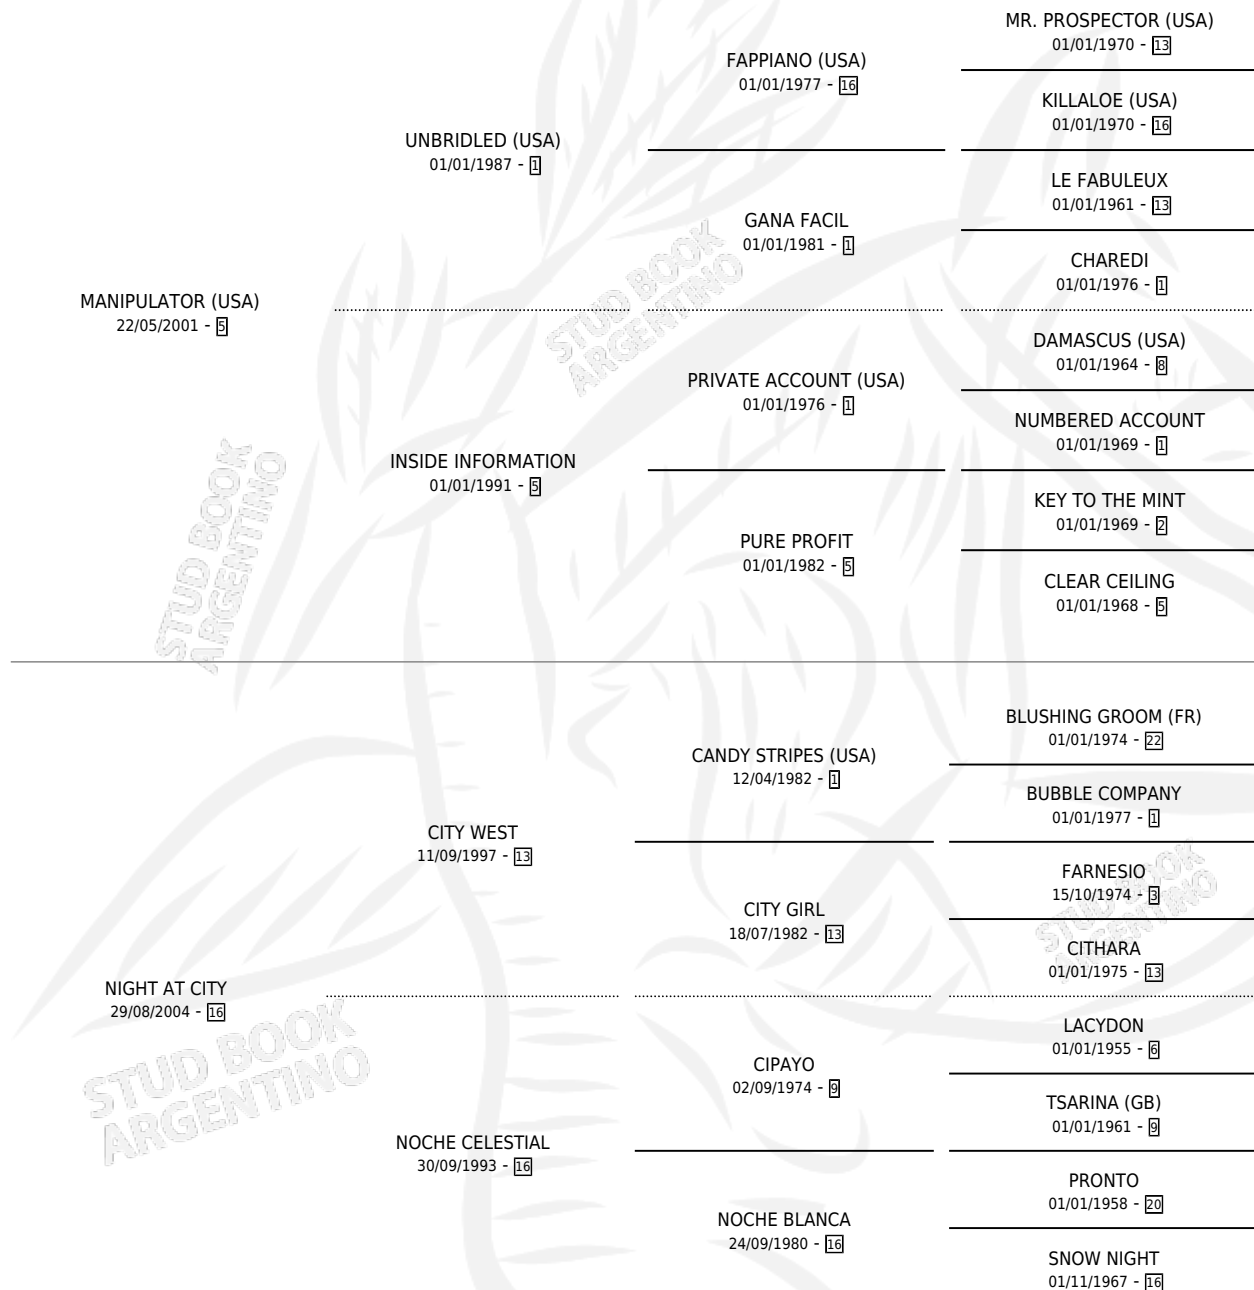 MR. PROSPECTOR (USA)
01/01/1970 - 13
FAPPIANO (USA)
01/01/1977 - 16
KILLALOE (USA)
01/01/1970 - 16
UNBRIDLED (USA)
01/01/1987 - 1
LE FABULEUX
01/01/1961 - 13
GANA FACIL
01/01/1981 - 1
CHAREDI
01/01/1976 - 1
MANIPULATOR (USA)
22/05/2001 - 5
STUD BOOK
ARGENTINO
DAMASCUS (USA)
01/01/1964 - 8
PRIVATE ACCOUNT (USA)
01/01/1976 - 1
NUMBERED ACCOUNT
01/01/1969 - 1
INSIDE INFORMATION
01/01/1991 - 5
KEY TO THE MINT
01/01/1969 - 2
PURE PROFIT
01/01/1982 - 5
CLEAR CEILING
01/01/1968 - 5
STUD BOOK
ARGENTINO
BLUSHING GROOM (FR)
01/01/1974 - 22
CANDY STRIPES (USA)
12/04/1982 - 1
BUBBLE COMPANY
01/01/1977 - 1
CITY WEST
11/09/1997 - 13
FARNESIO
15/10/1974 - 3
CITY GIRL
18/07/1982 - 13
CITHARA
01/01/1975 - 13
STUD BOOK
ARGENTINO
NIGHT AT CITY
29/08/2004 - 16
LACYDON
01/01/1955 - 6
CIPAYO
02/09/1974 - 9
TSARINA (GB)
01/01/1961 - 9
STUD BOOK
ARGENTINO
NOCHE CELESTIAL
30/09/1993 - 16
PRONTO
01/01/1958 - 20
NOCHE BLANCA
24/09/1980 - 16
SNOW NIGHT
01/11/1967 - 16